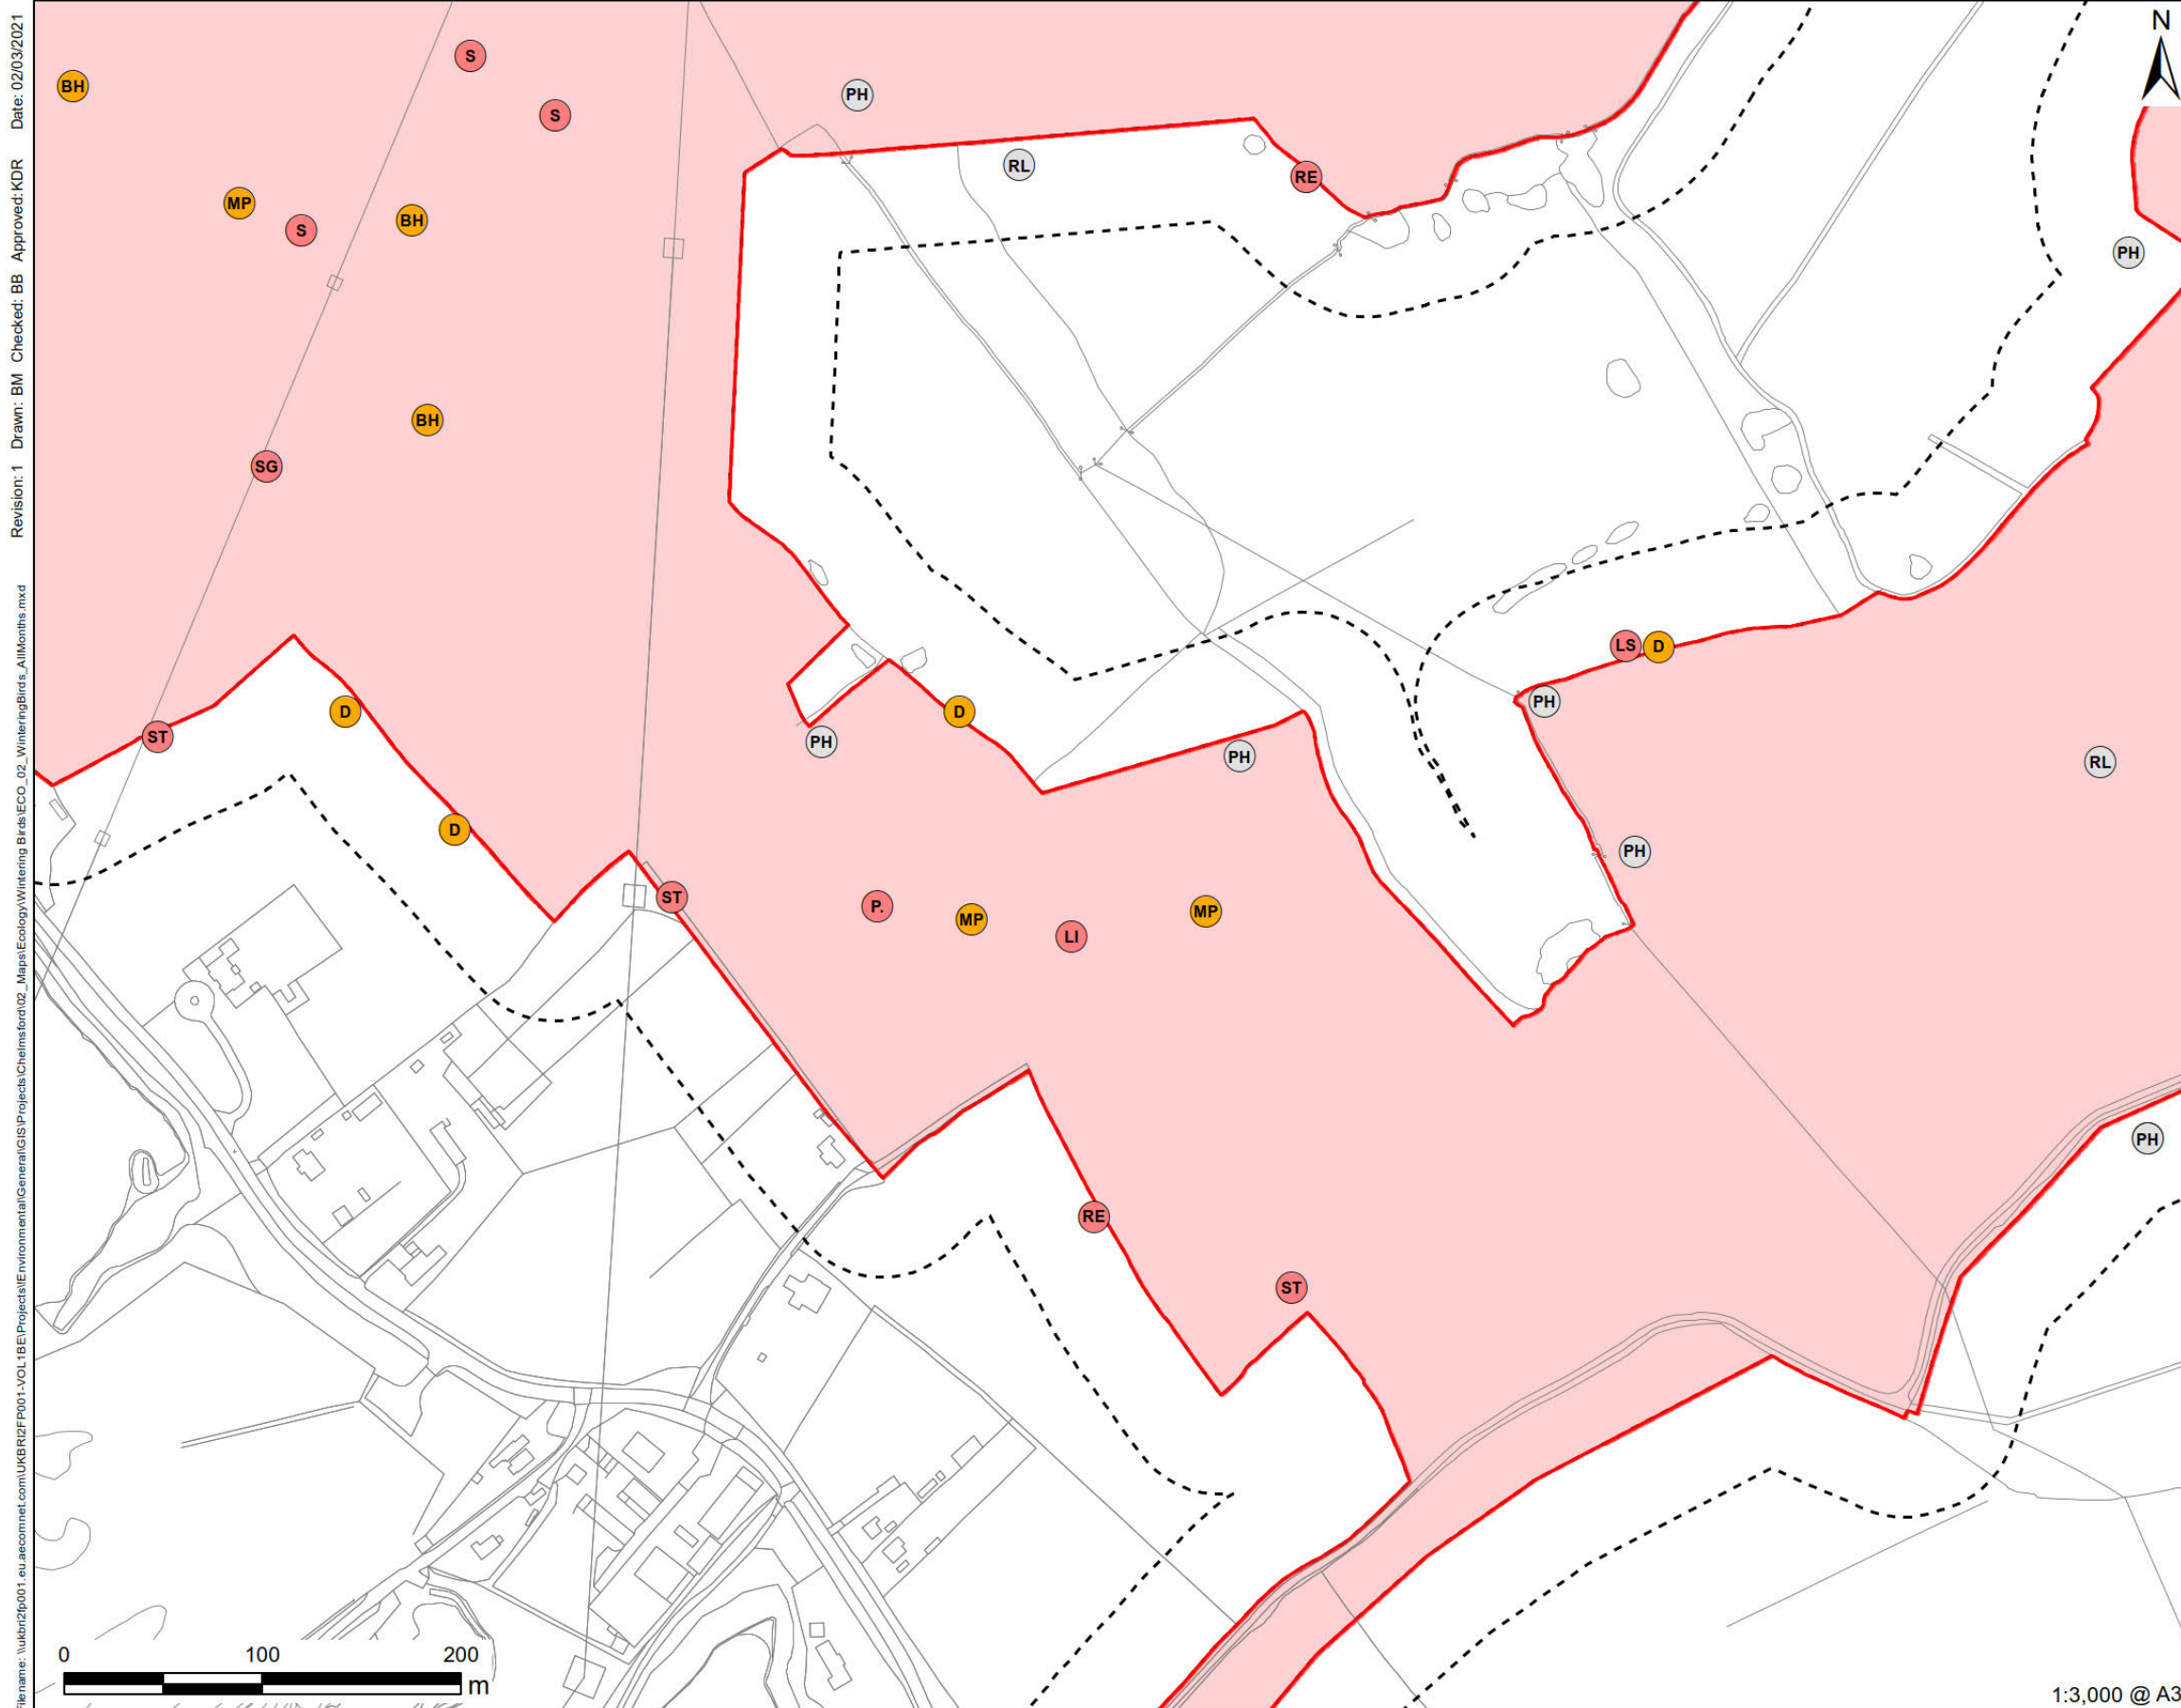 Filename: \\ukbri2fp001.eu.aecomnet.com\UKBRI2FP001-VOL1BE\Projects\Environmental\General\GIS\Projects\Chelmsford\02_Maps\Ecology\Wintering Birds\ECO_02_WinteringBirds_AllMonths.mxd
Revision: 1 Drawn: BM Checked: BB Approved: KDR Date: 02/03/2021
N
S
BH
PH
S
RL
RE
MP
BH
S
PH
BH
SG
LS D
PH
D
D
ST
PH
PH
RL
D
PH
ST
P.
MP
MP
LI
PH
RE
ST
0 100 200
m
1:3,000 @ A3